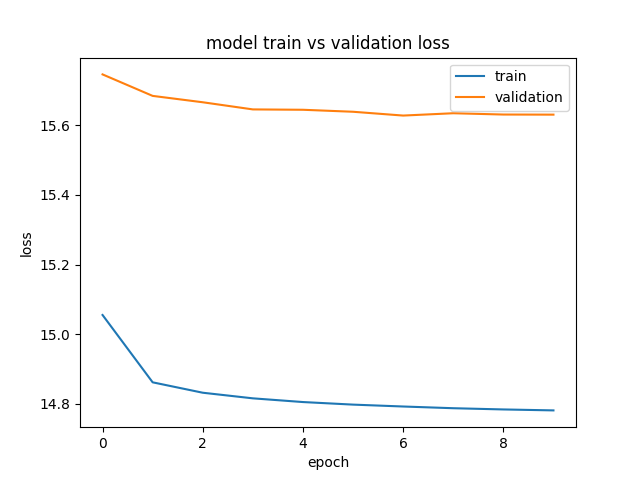 model train vs validation loss
train
validation
15.6
15.4
15.2
15.0
14.8
loss
0
2
4
6
8
epoch